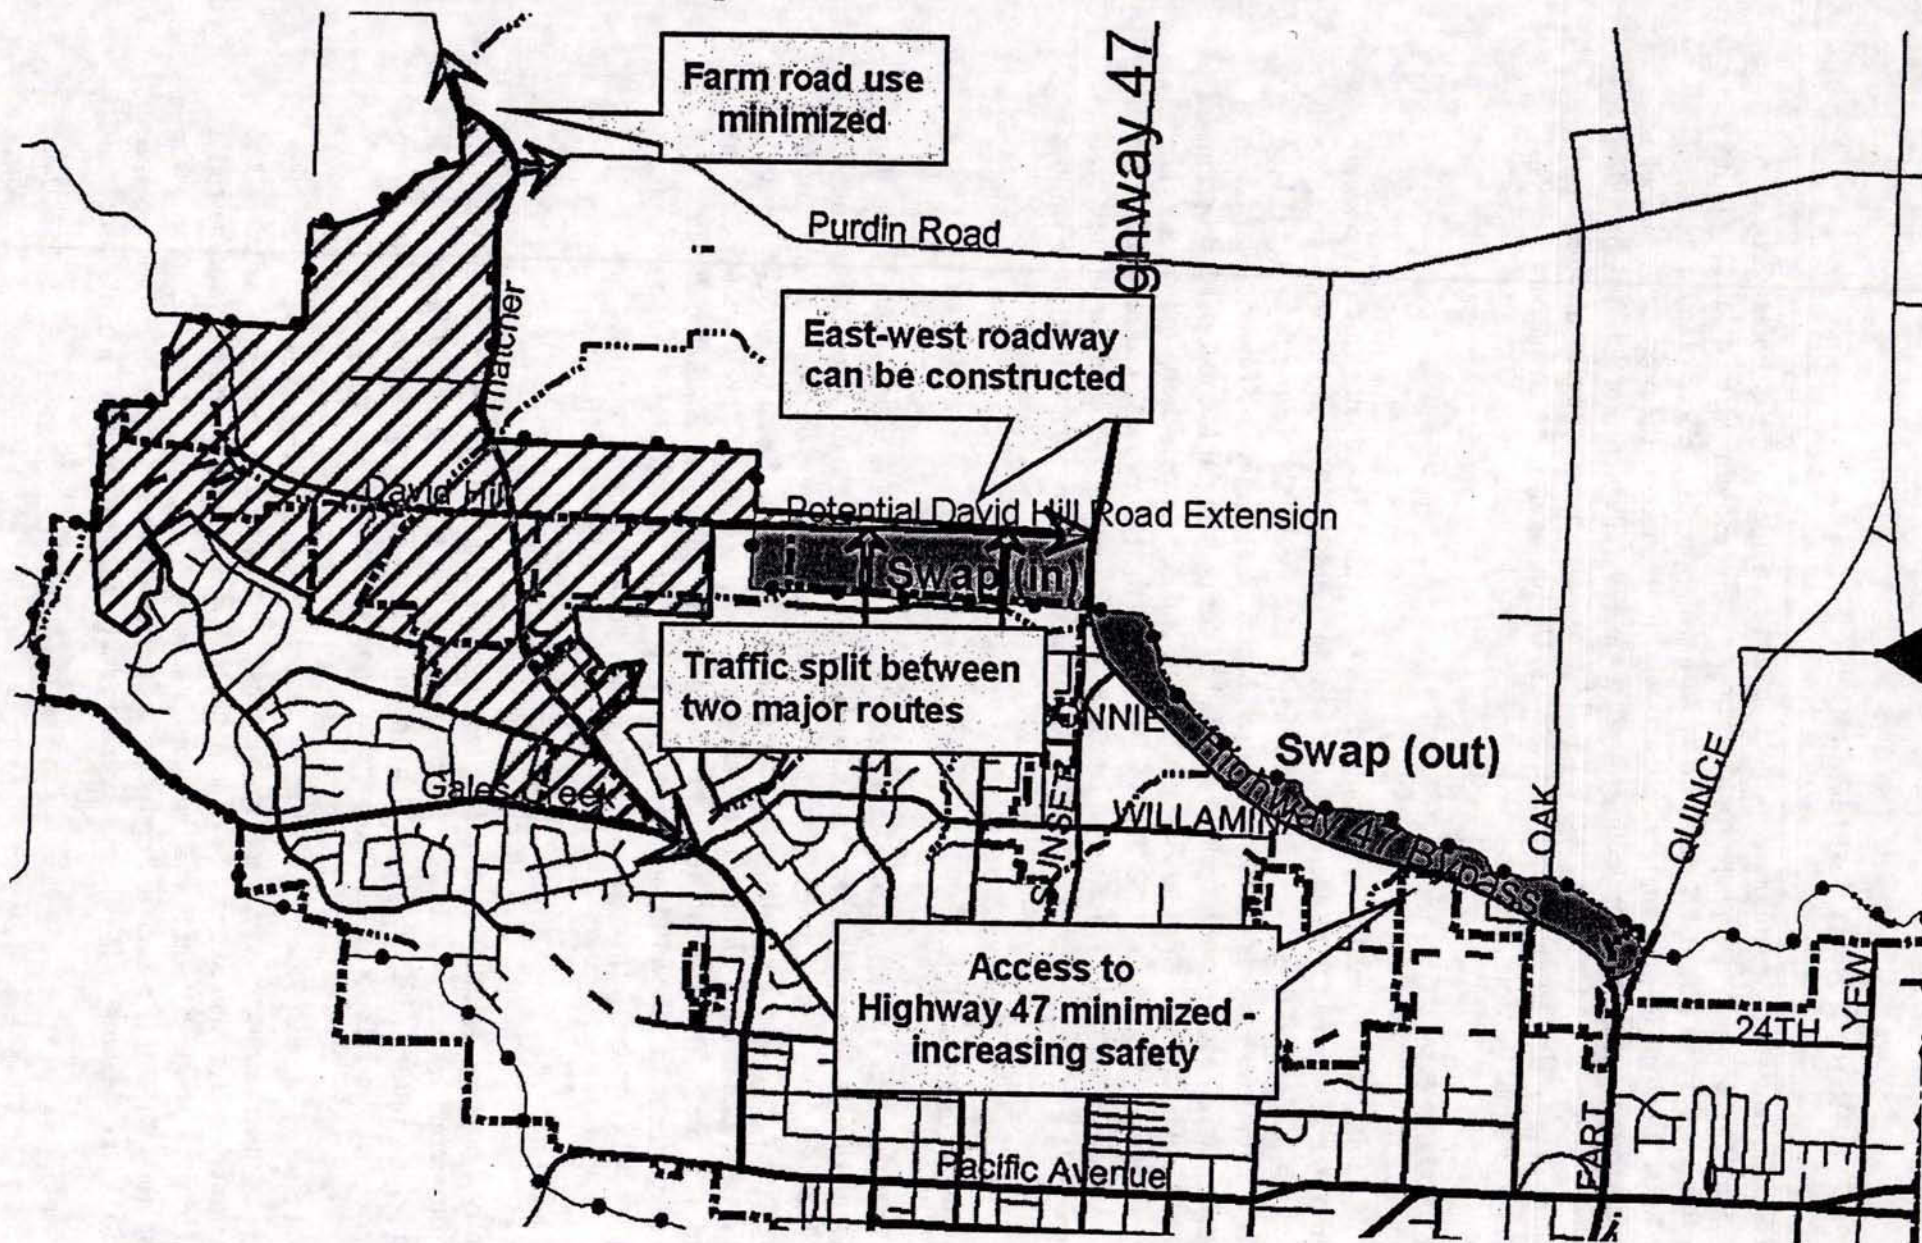 Farm road use
minimized
ghway 47
Purdin Road
Thatcher
East-west roadway
can be constructed
David Hill
Potential David Hill Road Extension
Swap (in)
Traffic split between
two major routes
Swap (out)
Highway 47 Bypass
SUNSET
WILLAMINA
Gales Creek
OAK
QUINCE
Access to
Highway 47 minimized -
increasing safety
24TH
YEW
Pacific Avenue